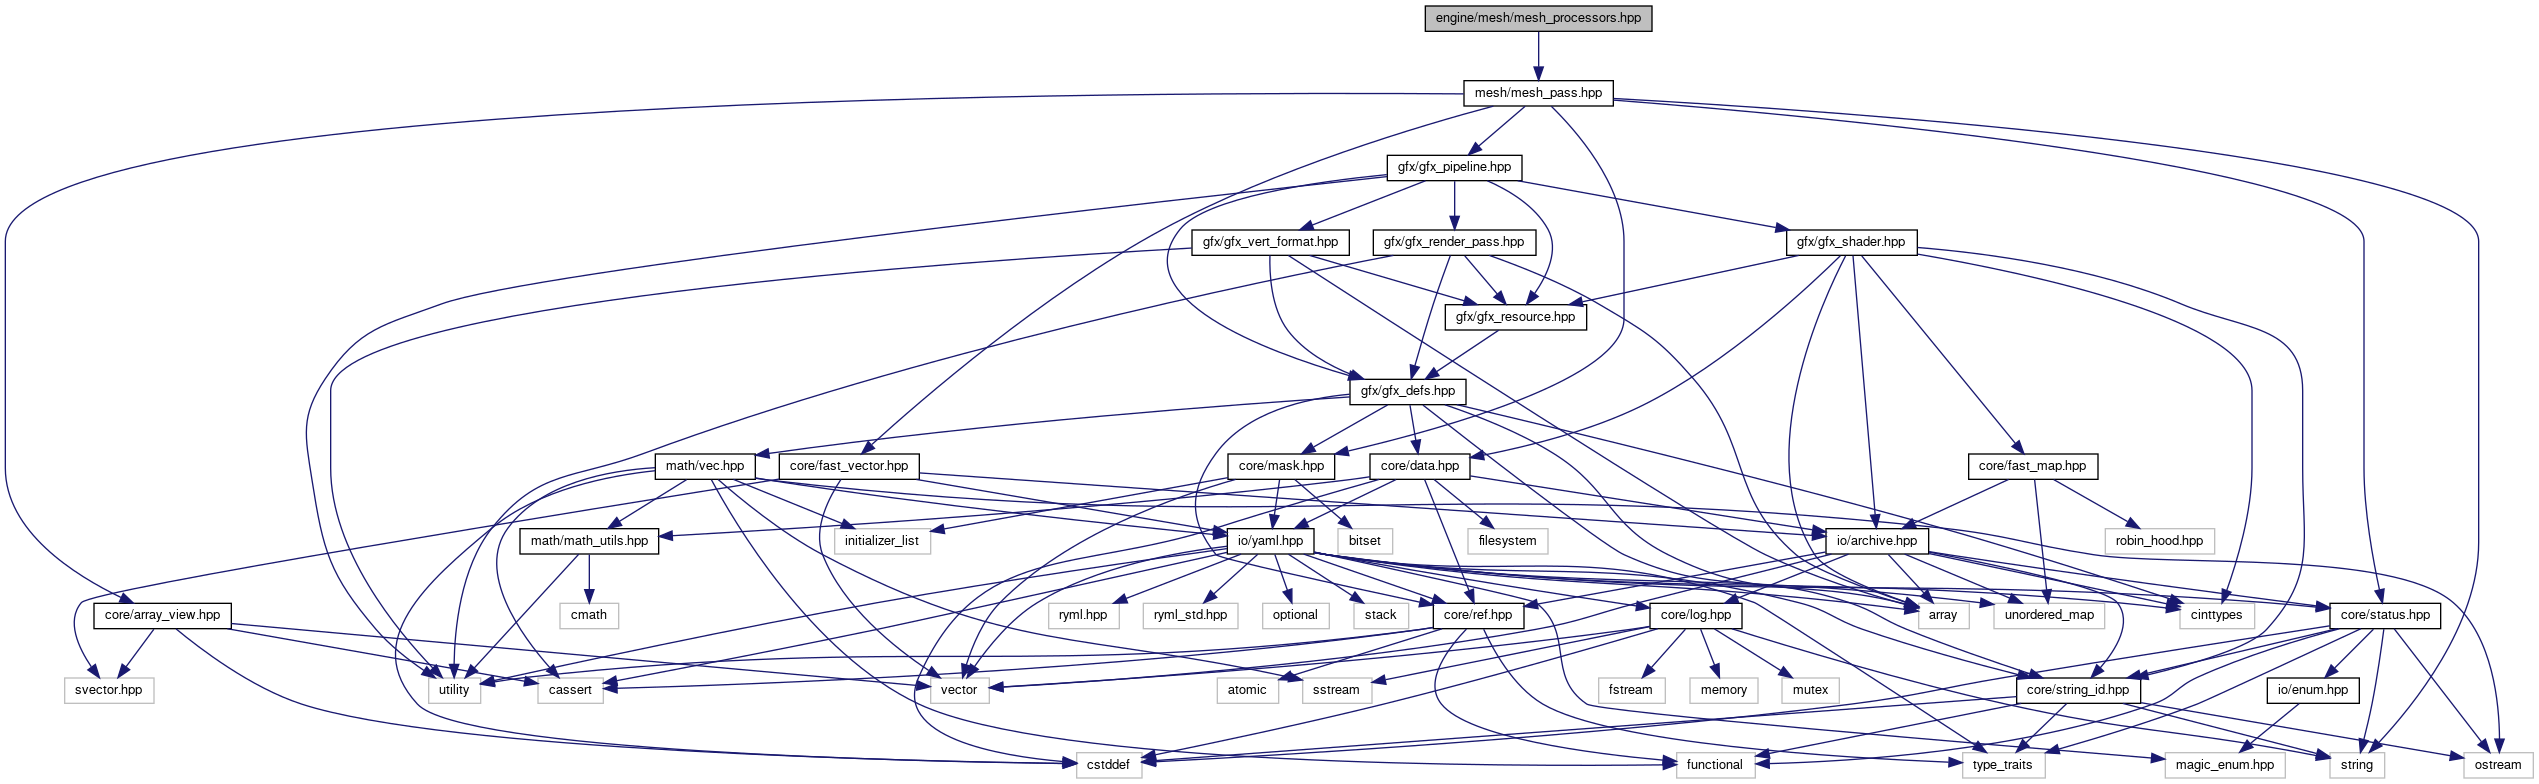 engine/mesh/mesh_processors.hpp
mesh/mesh_pass.hpp
gfx/gfx_pipeline.hpp
gfx/gfx_vert_format.hpp
gfx/gfx_render_pass.hpp
gfx/gfx_shader.hpp
gfx/gfx_resource.hpp
gfx/gfx_defs.hpp
math/vec.hpp
core/fast_vector.hpp
core/mask.hpp
core/data.hpp
core/fast_map.hpp
math/math_utils.hpp
initializer_list
io/yaml.hpp
bitset
filesystem
io/archive.hpp
robin_hood.hpp
core/array_view.hpp
cmath
ryml.hpp
ryml_std.hpp
optional
stack
core/ref.hpp
core/log.hpp
array
unordered_map
cinttypes
core/status.hpp
svector.hpp
utility
cassert
vector
atomic
sstream
fstream
memory
mutex
core/string_id.hpp
io/enum.hpp
cstddef
functional
type_traits
magic_enum.hpp
string
ostream